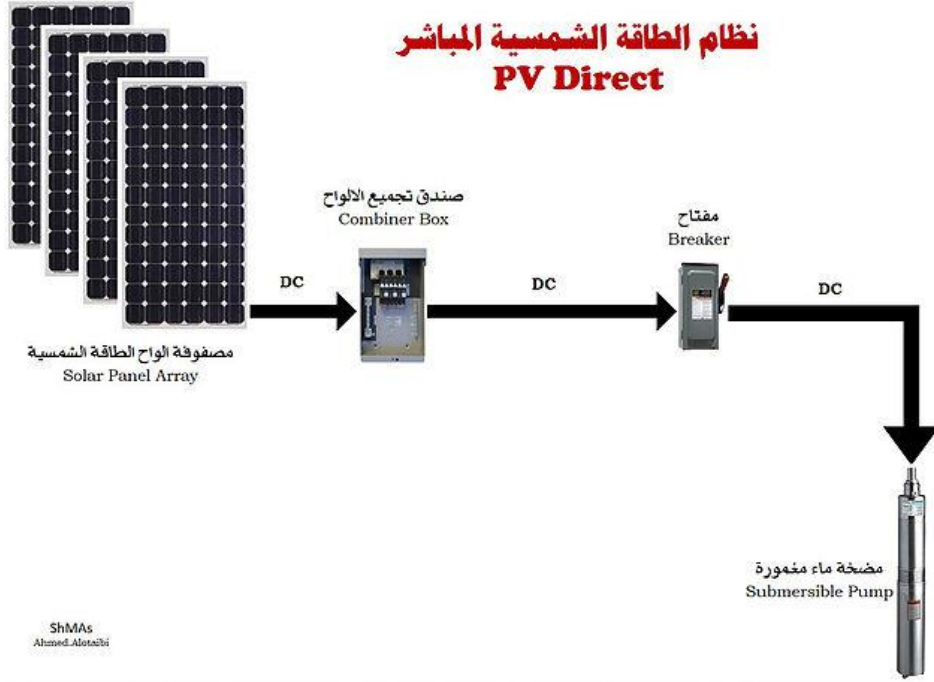 نظام الطاقة الشمسية المباشر
PV Direct
صندق تجميع الالواح
Combiner Box
مفتاح
Breaker
DC
DC
DC
مصفوفة الواح الطاقة الشمسية
Solar Panel Array
مضخة ماء مغمورة
Submersible Pump
ShMAs
Ahmed.Alotaibi